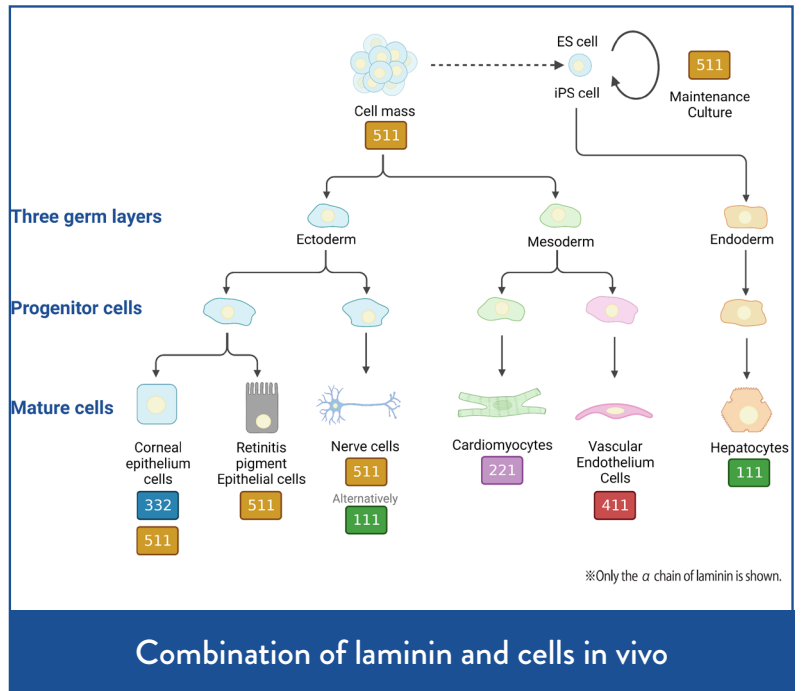 ES cell
iPS cell
511
Maintenance
Culture
Cell mass
511
Three germ layers
Ectoderm
Mesoderm
Endoderm
Progenitor cells
Mature cells
Corneal
epithelium
cells
332
511
Retinitis
pigment
Epithelial cells
511
Nerve cells
511
Alternatively
111
Cardiomyocytes
221
Vascular
Endothelium
Cells
411
Hepatocytes
111
※Only the α chain of laminin is shown.
Combination of laminin and cells in vivo